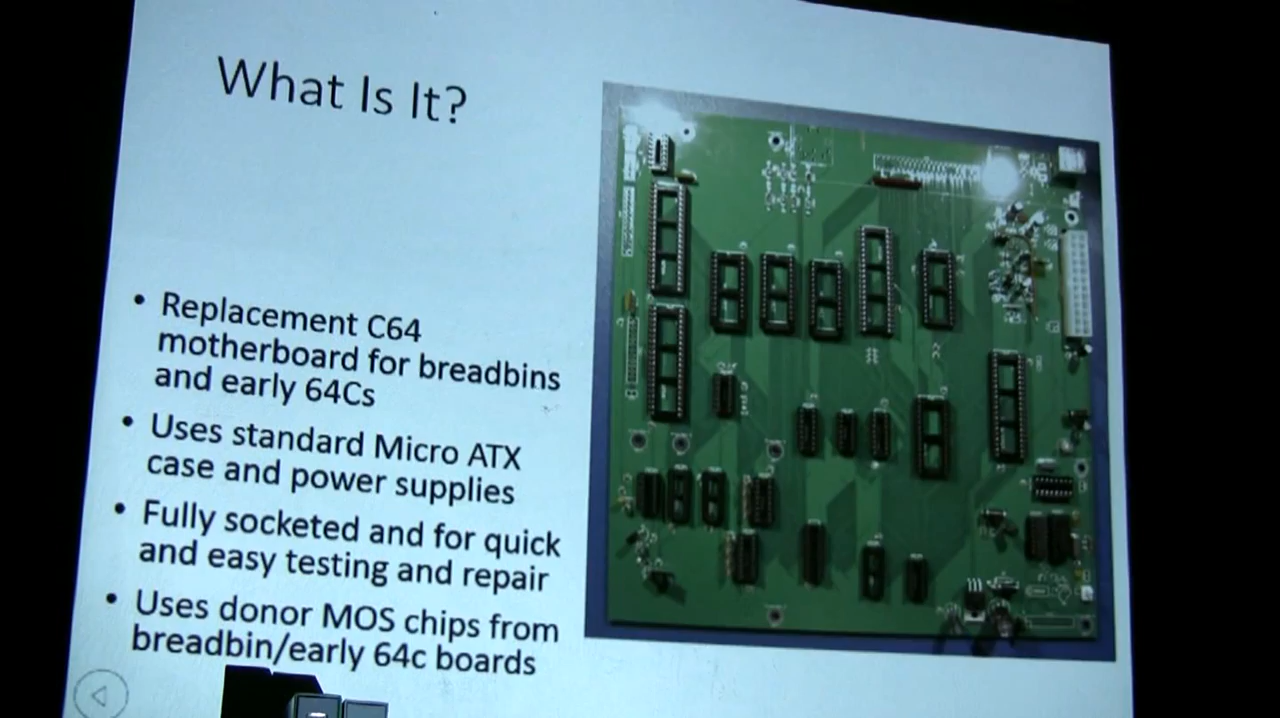 What Is It?
• Replacement C64
motherboard for breadbins
and early 64Cs
• Uses standard Micro ATX
case and power supplies
• Fully socketed and for quick
and easy testing and repair
• Uses donor MOS chips from
breadbin/early 64c boards